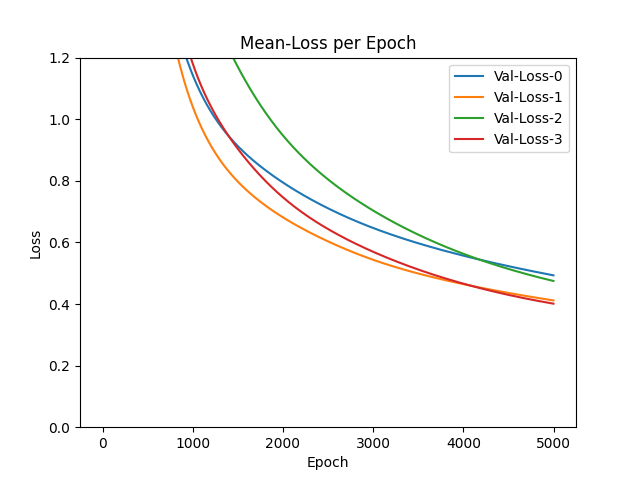 Mean-Loss per Epoch
Val-Loss-0
Val-Loss-1
Val-Loss-2
Val-Loss-3
Loss
1.2
1.0
0.8
0.6
0.4
0.2
0.0
0 1000 2000 3000 4000 5000
Epoch